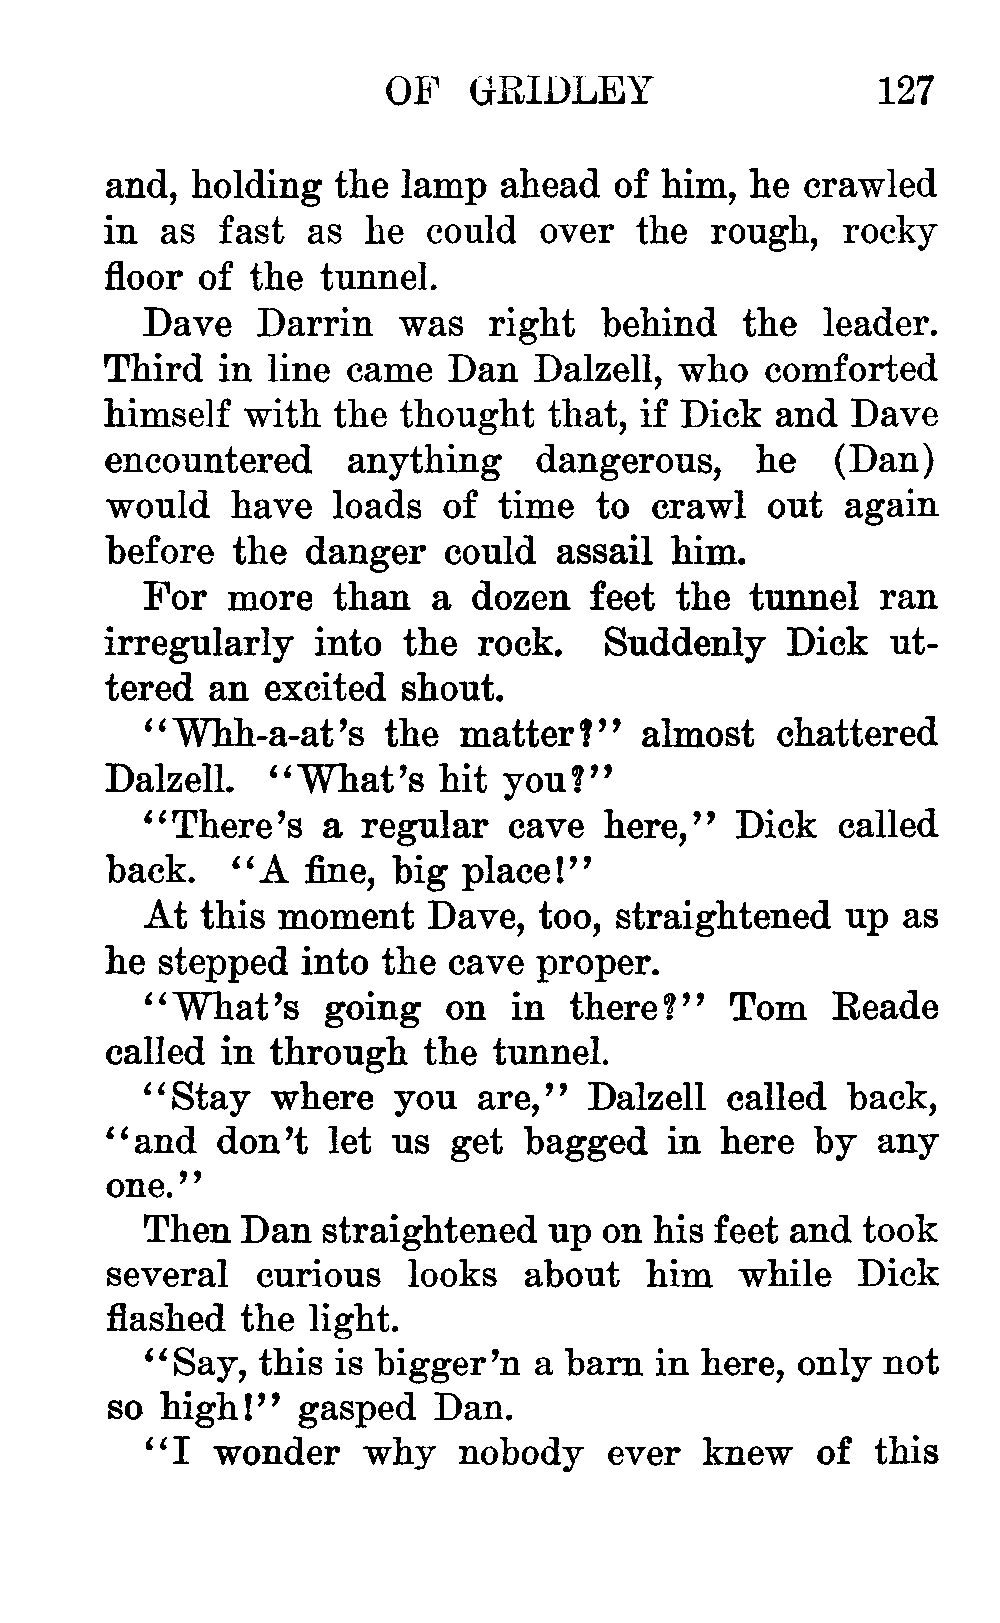 OF GRIDLEY 127
and, holding the lamp ahead of him, he crawled
in as fast as he could over the rough, rocky
floor of the tunnel.
Dave Darrin was right behind the leader.
Third in line came Dan Dalzell, who comforted
himself with the thought that, if Dick and Dave
encountered anything dangerous, he (Dan)
would have loads of time to crawl out again
before the danger could assail him.
For more than a dozen feet the tunnel ran
irregularly into the rock. Suddenly Dick ut-
tered an excited shout.
“Whh-a-at’s the matter?” almost chattered
Dalzell. “What’s hit you?”
“There’s a regular cave here,” Dick called
back. “A fine, big place!”
At this moment Dave, too, straightened up as
he stepped into the cave proper.
“What’s going on in there?” Tom Reade
called in through the tunnel.
“Stay where you are,” Dalzell called back,
“and don’t let us get bagged in here by any
one.”
Then Dan straightened up on his feet and took
several curious looks about him while Dick
flashed the light.
“Say, this is bigger’n a barn in here, only not
so high!” gasped Dan.
“I wonder why nobody ever knew of this